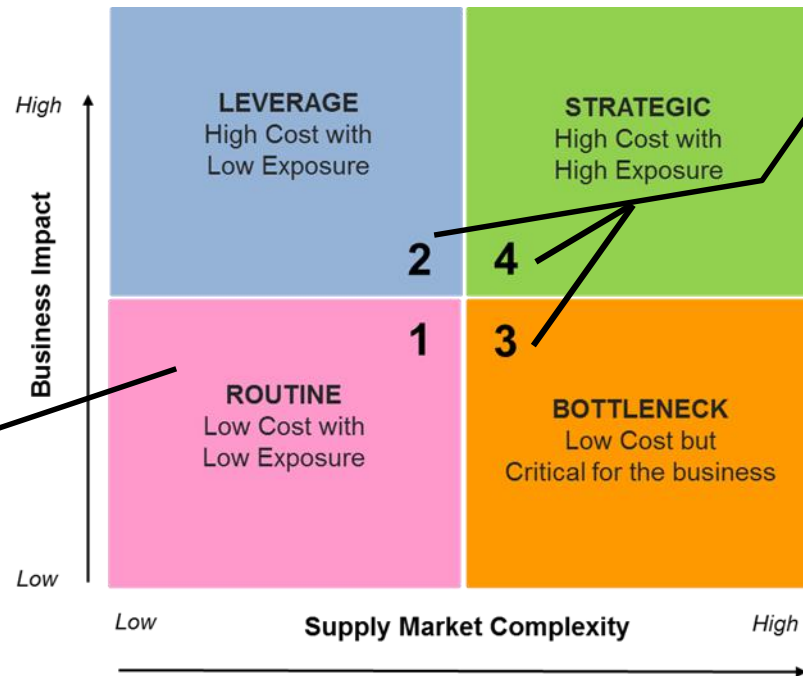 High
Business Impact
Low
LEVERAGE
High Cost with
Low Exposure
2
STRATEGIC
High Cost with
High Exposure
4
1
ROUTINE
Low Cost with
Low Exposure
3
BOTTLENECK
Low Cost but
Critical for the business
Low
Supply Market Complexity
High